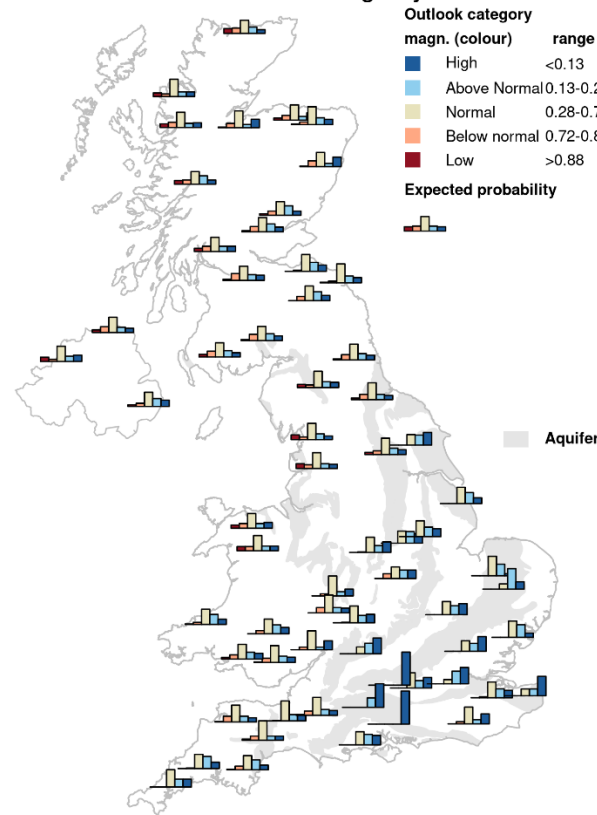 Outlook category
magn. (colour) range
High <0.13
Above Normal 0.13-0.2
Normal 0.28-0.7
Below normal 0.72-0.8
Low >0.88
Expected probability
Aquifer